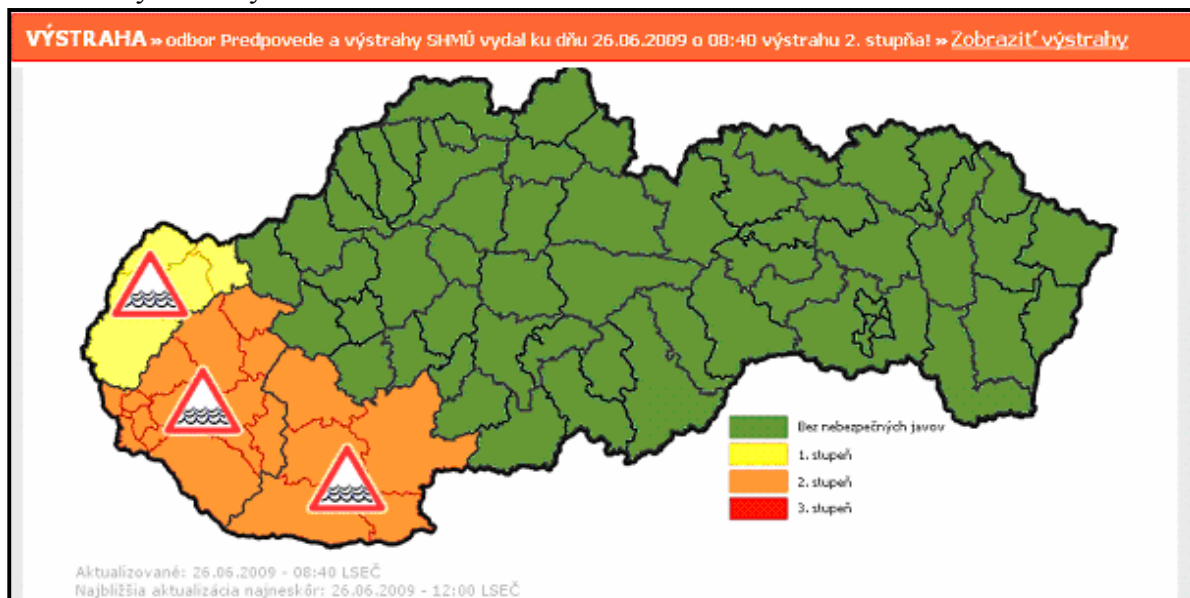 VÝSTRAHA » odbor Predpovede a výstrahy SHMÚ vydal ku dňu 26.06.2009 o 08:40 výstrahu 2. stupňa! » Zobraziť výstrahy
Bez nebezpečných javov
1. stupeň
2. stupeň
3. stupeň
Aktualizované: 26.06.2009 - 08:40 LSEČ
Najbližšia aktualizácia najneskôr: 26.06.2009 - 12:00 LSEČ